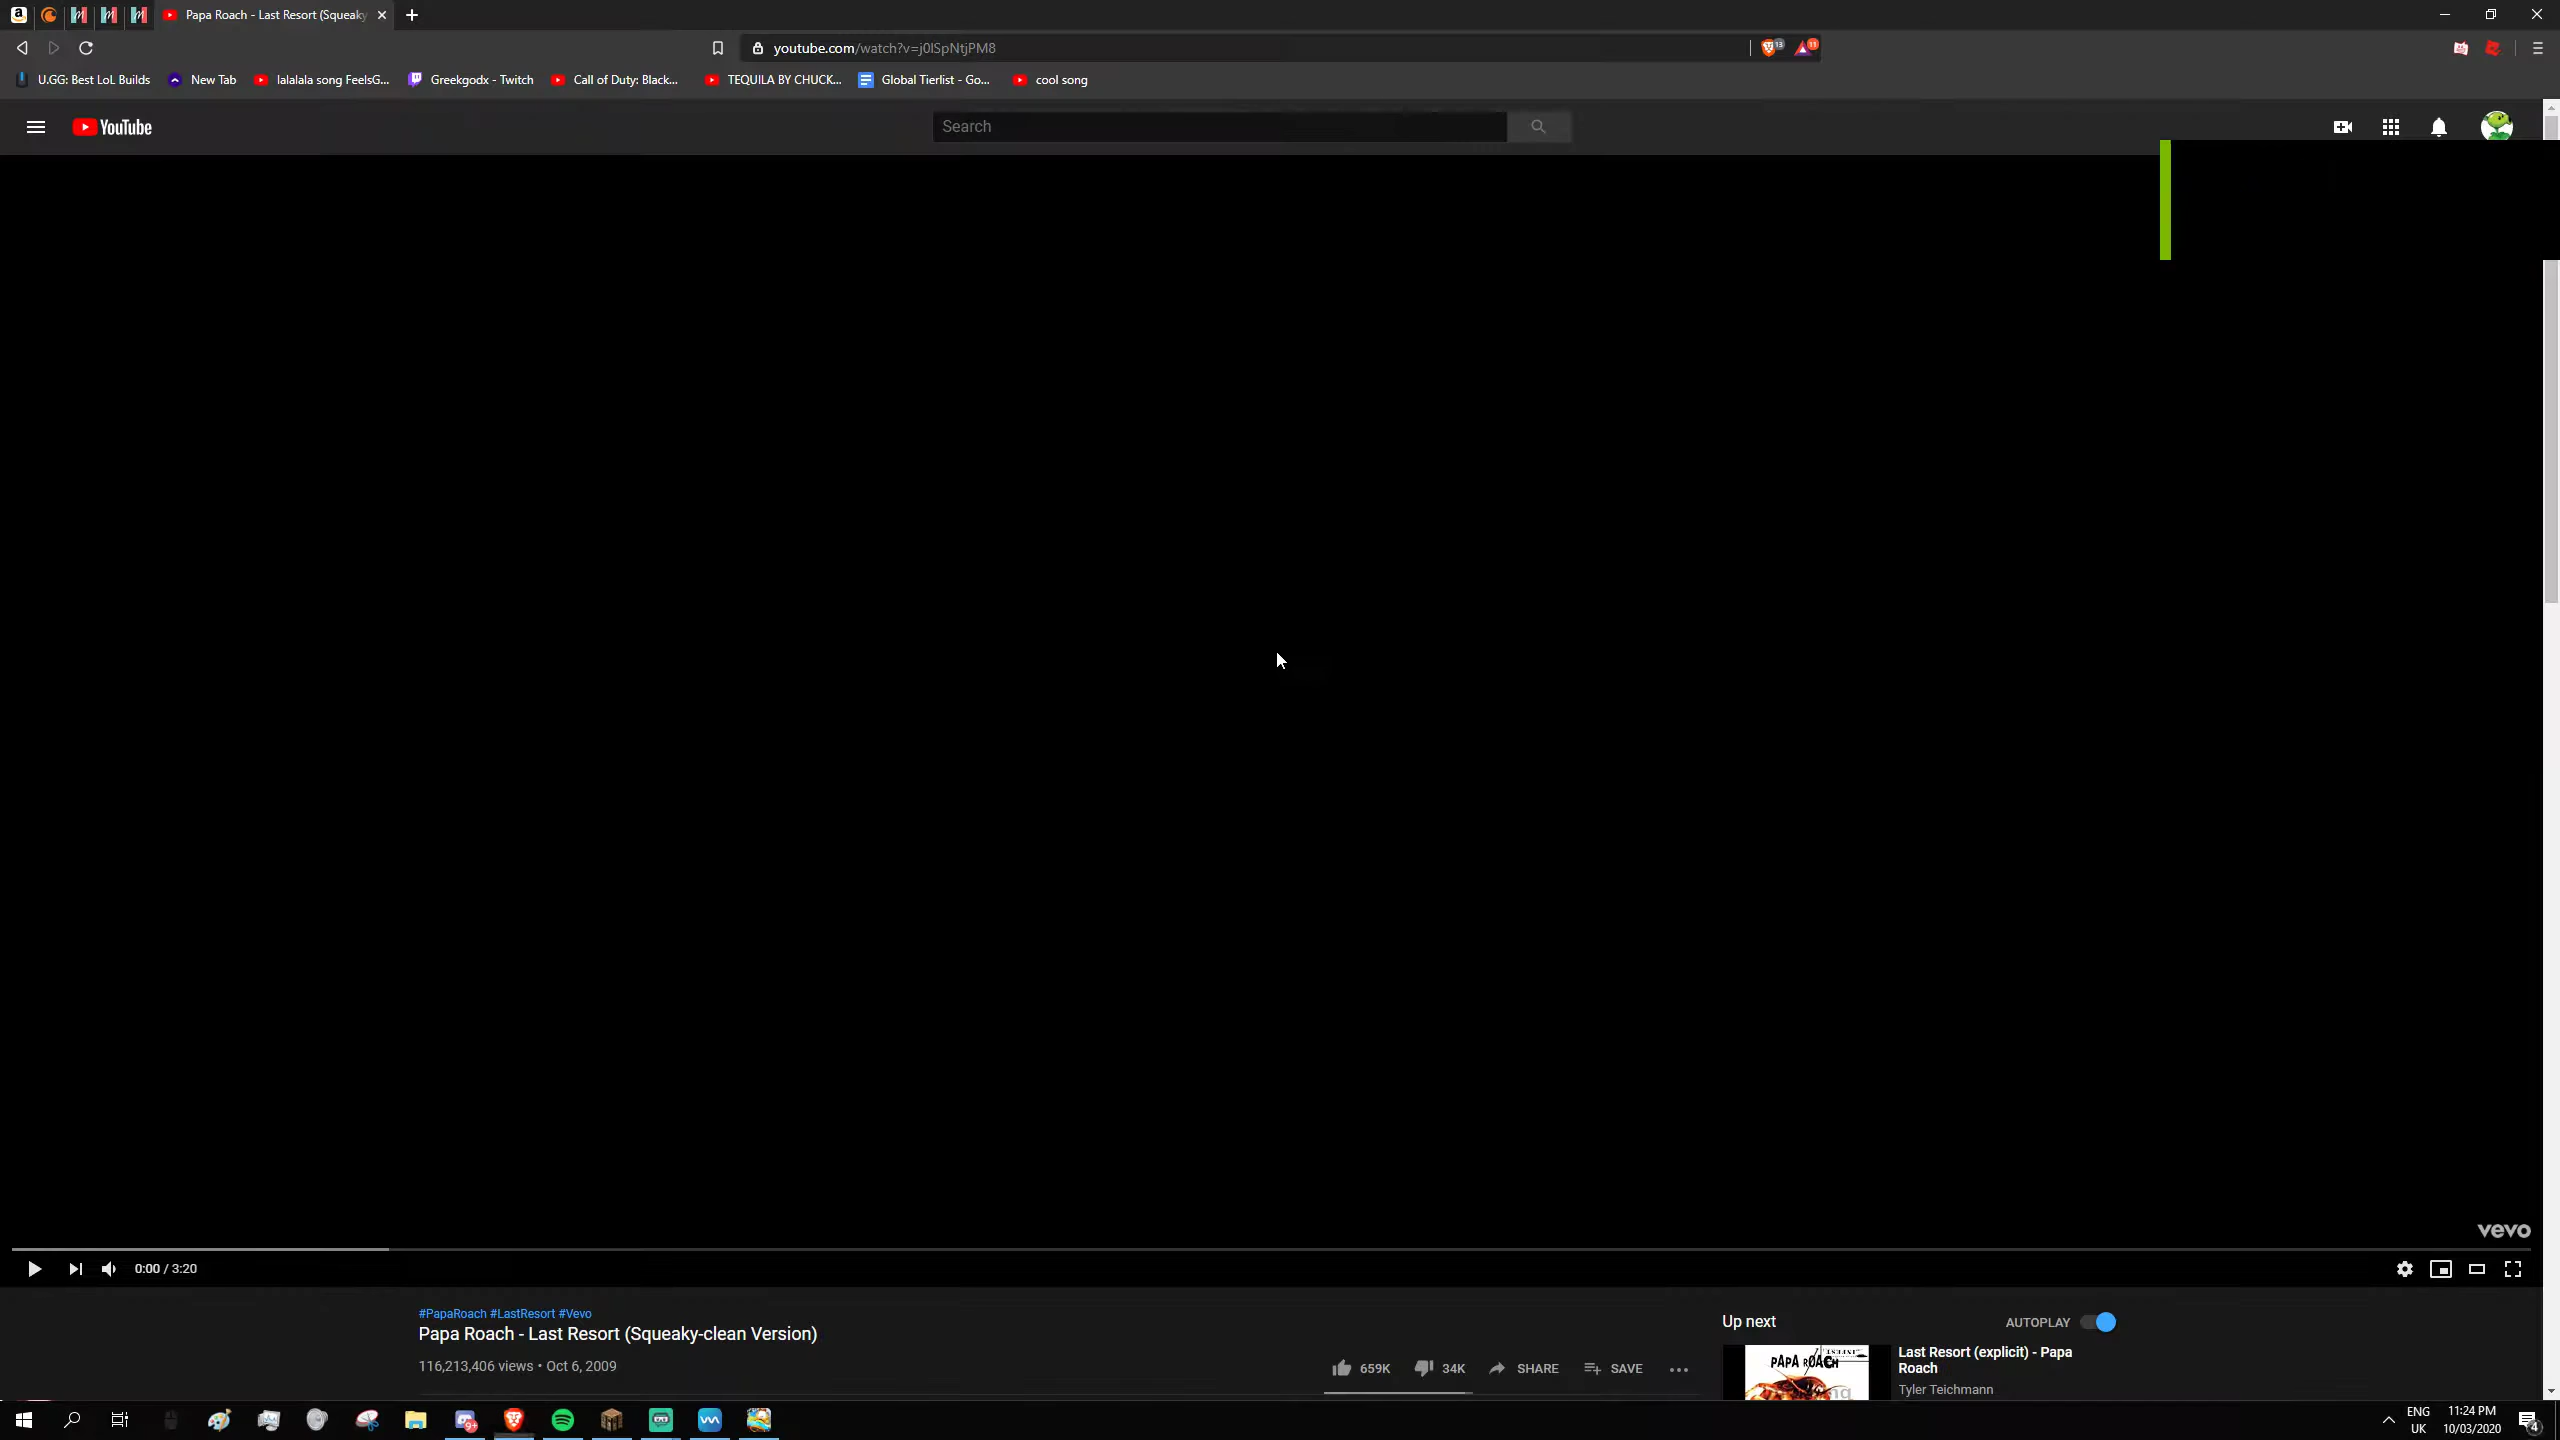 Papa Roach - Last Resort (Squeaky
youtube.com/watch?v=j0lSpNtjPM8
13
11
U.GG: Best LoL Builds
New Tab
lalalala song FeelsG...
Greekgodx - Twitch
Call of Duty: Black...
TEQUILA BY CHUCK...
Global Tierlist - Go...
cool song
YouTube
Search
vevo
0:00 / 3:20
#PapaRoach #LastResort #Vevo
Papa Roach - Last Resort (Squeaky-clean Version)
116,213,406 views • Oct 6, 2009
659K
34K
SHARE
SAVE
Up next
AUTOPLAY
PAPA ROACH
Last Resort (explicit) - Papa
Roach
Tyler Teichmann
9+
ENG
UK
11:24 PM
10/03/2020
4